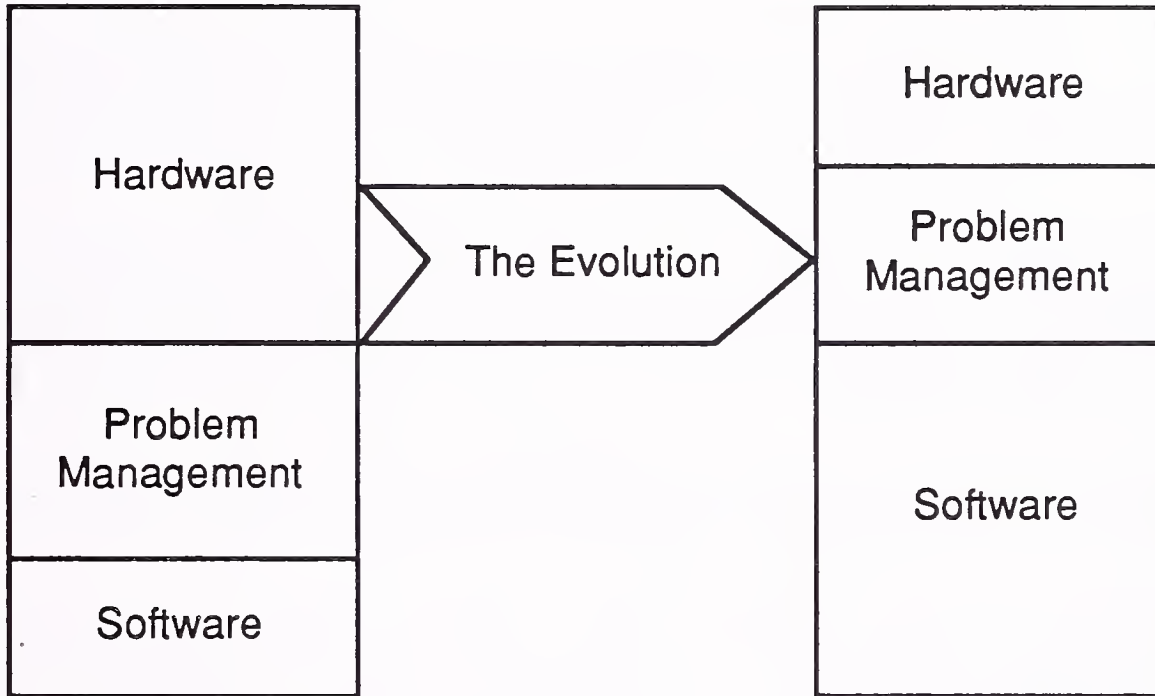 Hardware
Problem
Management
Software
The Evolution
Hardware
Problem
Management
Software